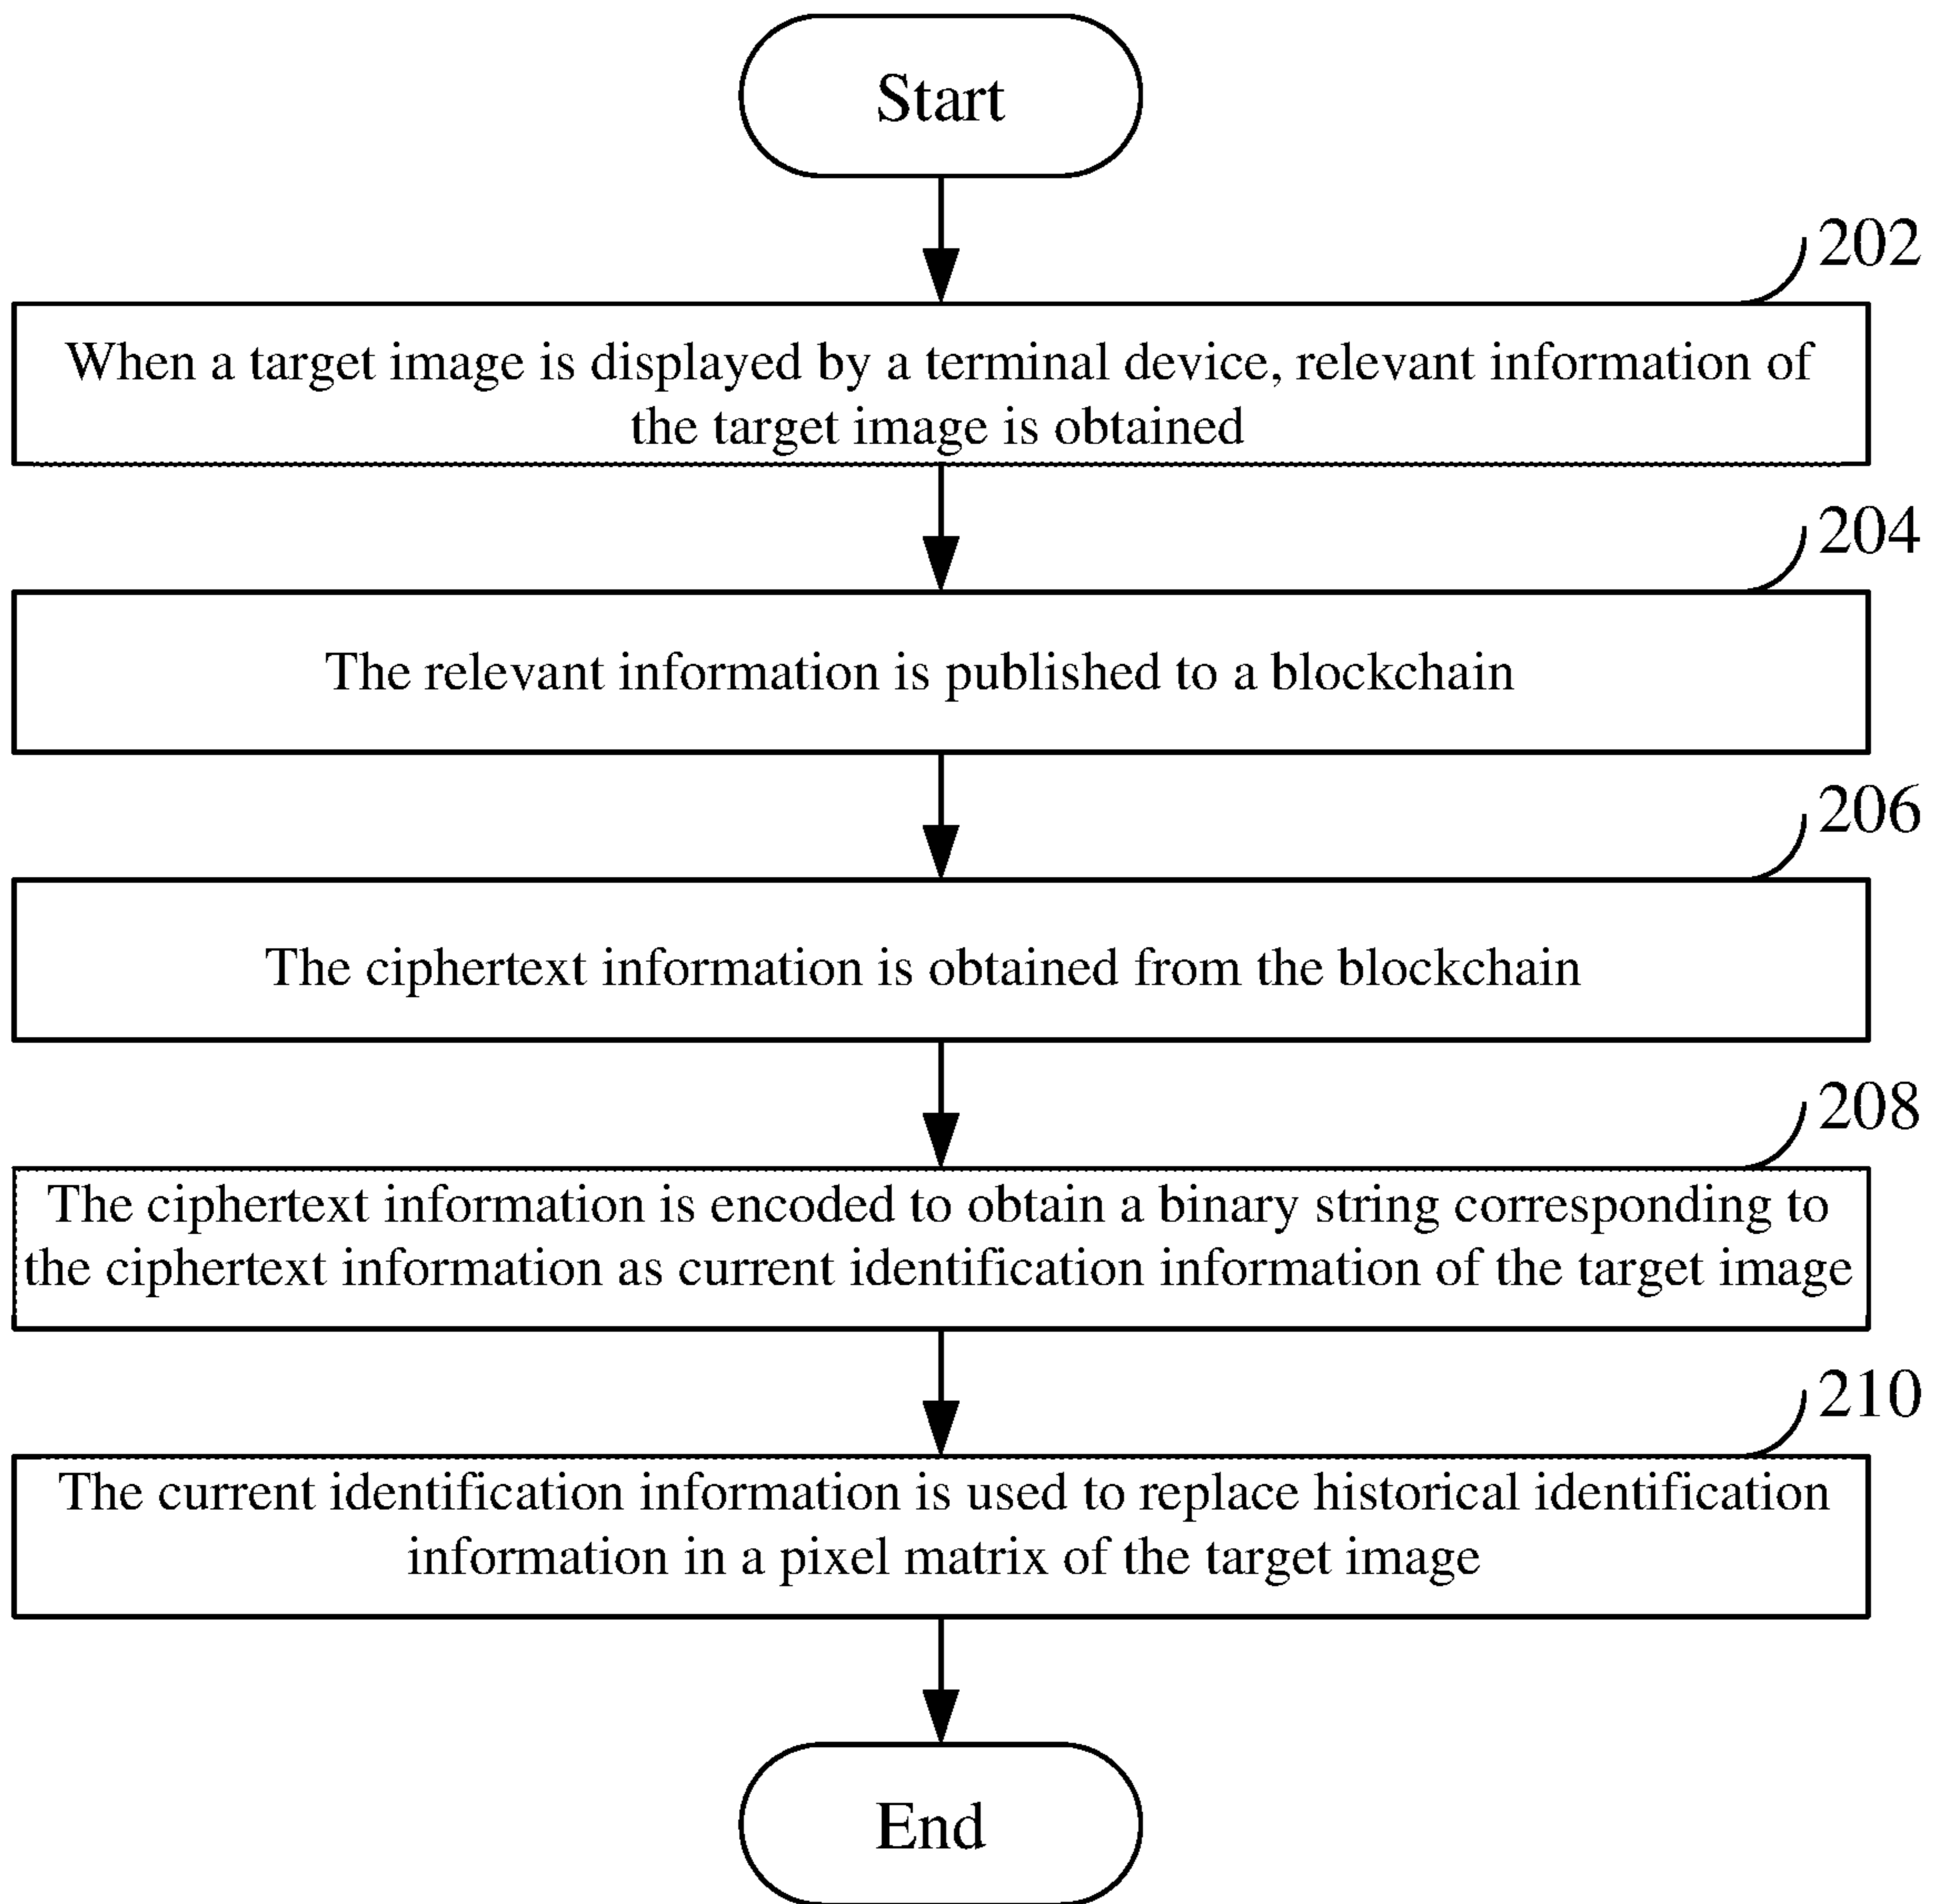 Start
202
When a target image is displayed by a terminal device, relevant information of
the target image is obtained
204
The relevant information is published to a blockchain
206
The ciphertext information is obtained from the blockchain
208
The ciphertext information is encoded to obtain a binary string corresponding to
the ciphertext information as current identification information of the target image
210
The current identification information is used to replace historical identification
information in a pixel matrix of the target image
End